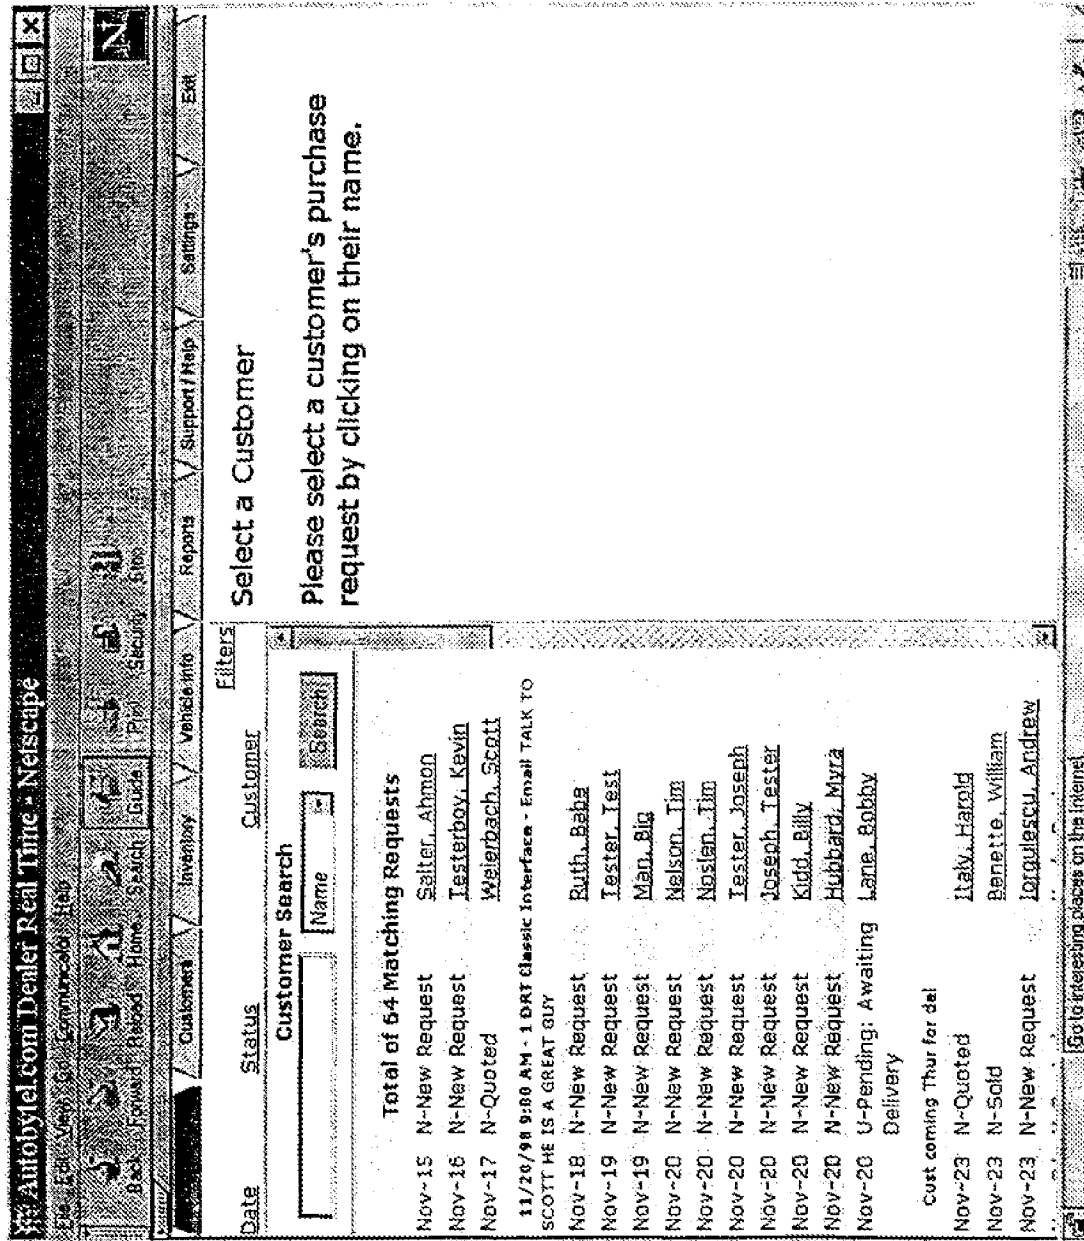 Autobytel.com Dealer Real Time - Netscape
File Edit View Go Communicator Help
Back Forward Reload Home Search Guide Print Security Stop
Customers Inventory Vehicle Info Reports Support / Help Settings Exit
Filters
Date Status Customer
Customer Search
Name Search
Total of 64 Matching Requests
Nov-15 N-New Request Salter, Ahmon
Nov-16 N-New Request Testerboy, Kevin
Nov-17 N-Quoted Weierbach, Scott
11/20/98 9:00 AM - 1 DRT Classic Interface - Email TALK TO
SCOTT HE IS A GREAT GUY
Nov-18 N-New Request Ruth, Babe
Nov-19 N-New Request Tester, Test
Nov-19 N-New Request Man, Big
Nov-20 N-New Request Nelson, Tim
Nov-20 N-New Request Noslen, Tim
Nov-20 N-New Request Tester, Joseph
Nov-20 N-New Request Joseph, Tester
Nov-20 N-New Request Kidd, Billy
Nov-20 N-New Request Hubbard, Myra
Nov-20 U-Pending: Awaiting Lane, Bobby
Delivery
Cust coming Thur for del
Nov-23 N-Quoted Italy, Harold
Nov-23 N-Sold Benette, William
Nov-23 N-New Request Iorgulescu, Andrew
Select a Customer
Please select a customer's purchase
request by clicking on their name.
Go to interesting places on the Internet